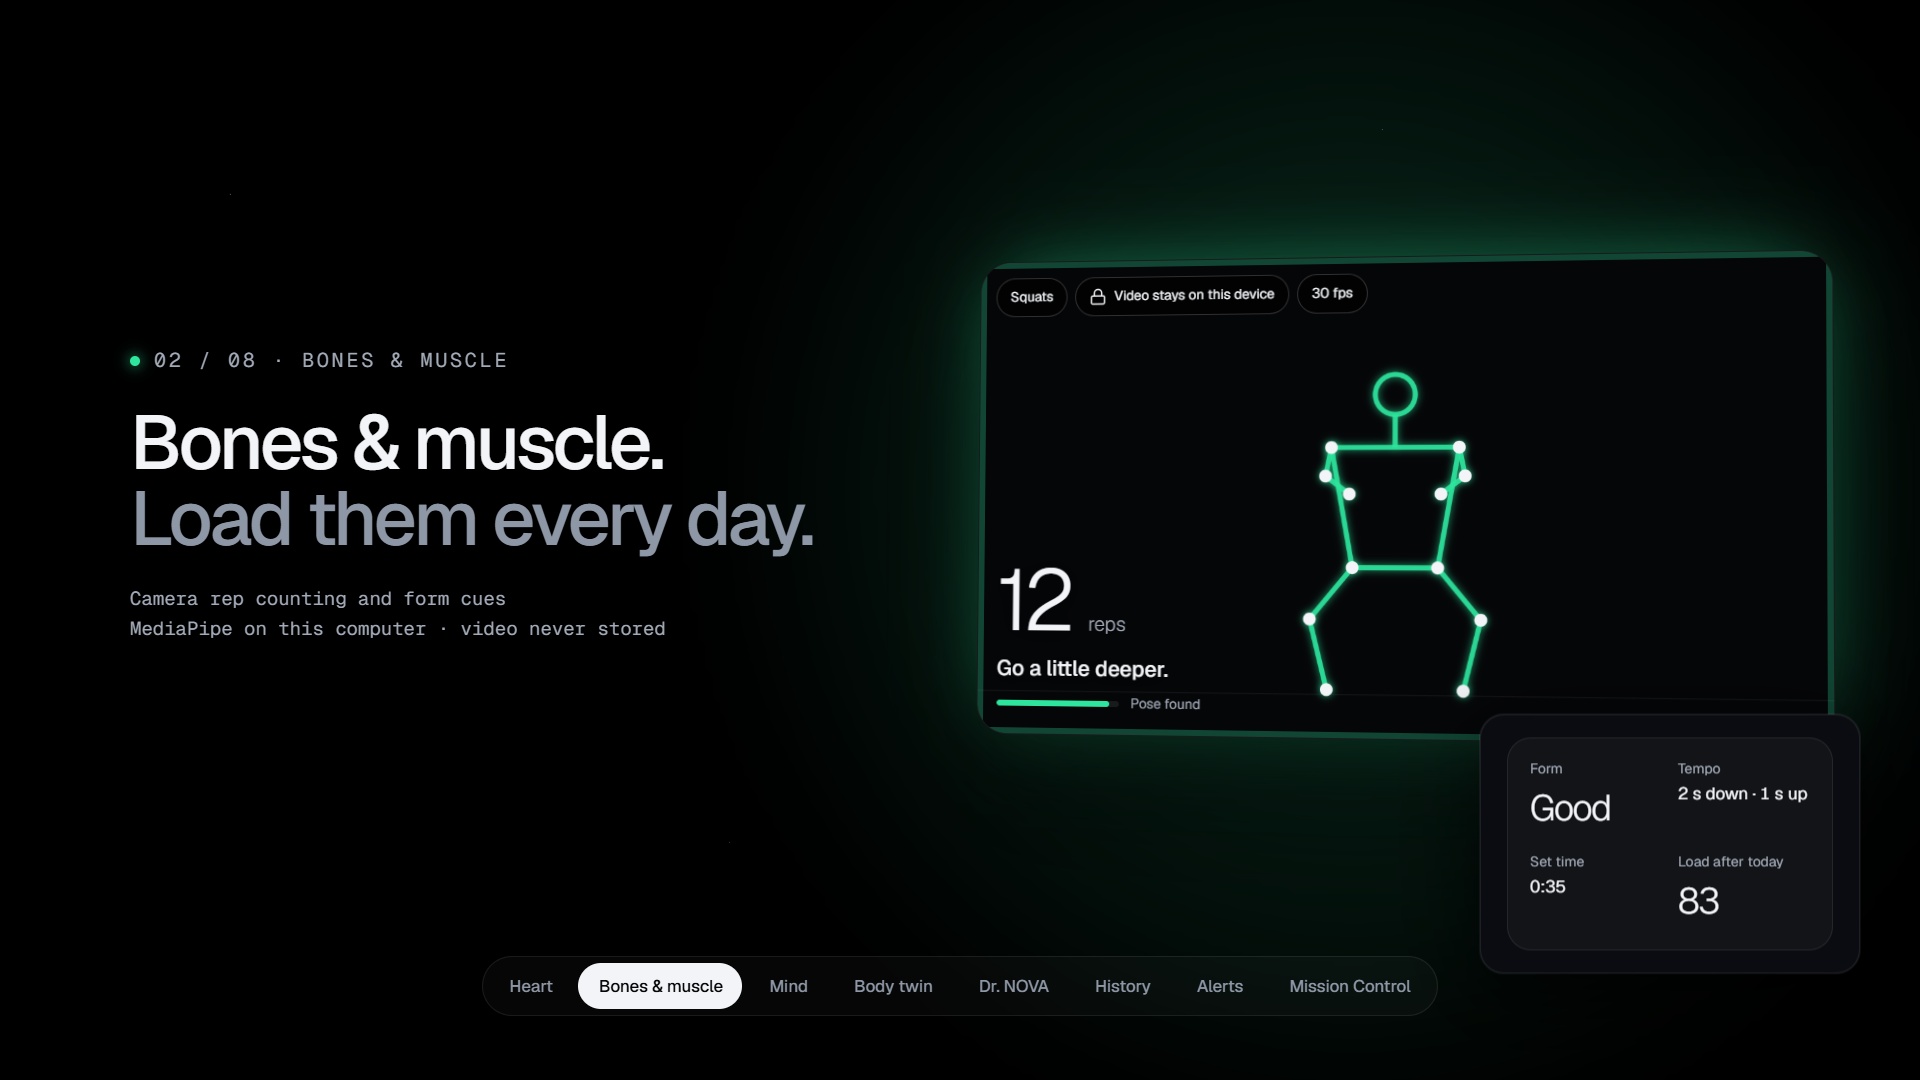 02 / 08 · BONES & MUSCLE
Bones & muscle.
Load them every day.
Camera rep counting and form cues
MediaPipe on this computer · video never stored
Squats
Video stays on this device
30 fps
12 reps
Go a little deeper.
Pose found
Form
Good
Tempo
2 s down · 1 s up
Set time
0:35
Load after today
83
Heart
Bones & muscle
Mind
Body twin
Dr. NOVA
History
Alerts
Mission Control